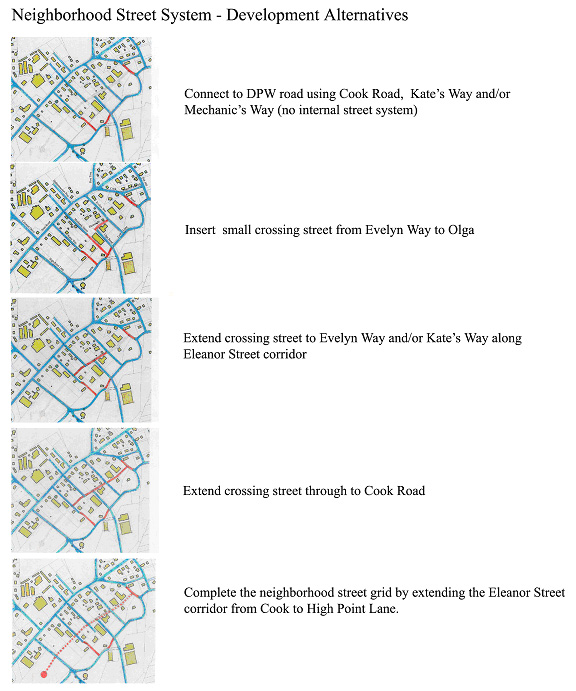 Neighborhood Street System - Development Alternatives
Connect to DPW road using Cook Road, Kate's Way and/or
Mechanic's Way (no internal street system)
Insert small crossing street from Evelyn Way to Olga
Extend crossing street to Evelyn Way and/or Kate's Way along
Eleanor Street corridor
Extend crossing street through to Cook Road
Complete the neighborhood street grid by extending the Eleanor Street
corridor from Cook to High Point Lane.